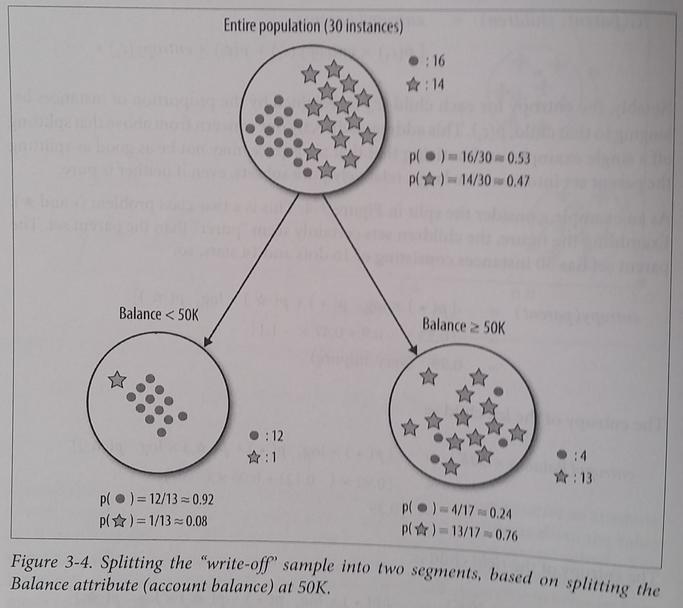 Entire population (30 instances)
● : 16
☆ : 14
p( ● ) = 16/30 ≈ 0.53
p( ☆ ) = 14/30 ≈ 0.47
Balance < 50K
Balance ≥ 50K
● : 12
☆ : 1
● : 4
☆ : 13
p( ● ) = 12/13 ≈ 0.92
p( ☆ ) = 1/13 ≈ 0.08
p( ● ) = 4/17 ≈ 0.24
p( ☆ ) = 13/17 ≈ 0.76
Figure 3-4. Splitting the “write-off” sample into two segments, based on splitting the
Balance attribute (account balance) at 50K.